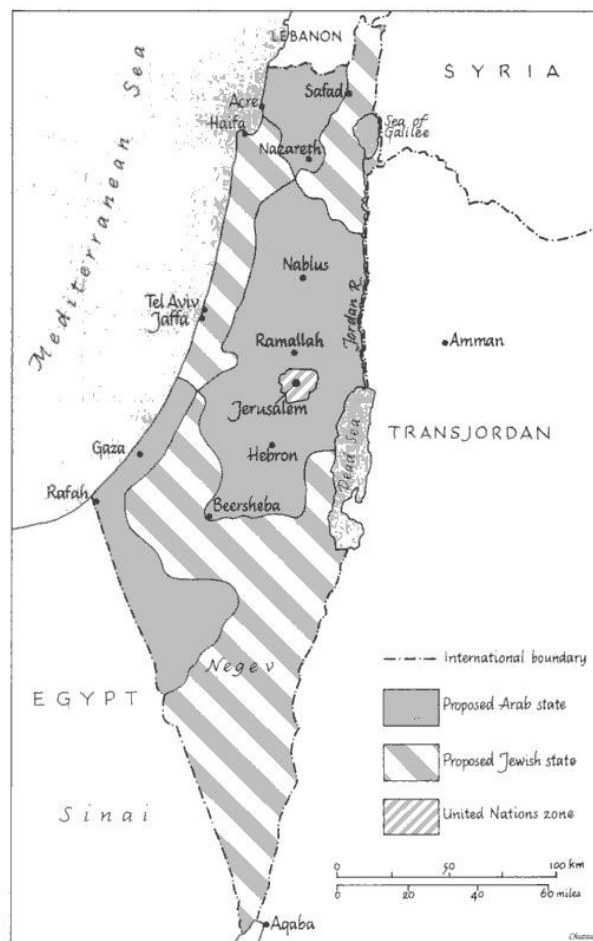 LEBANON
SYRIA
Mediterranean Sea
Safad
Acre
Haifa
Sea of
Galilee
Nazareth
Nablus
Tel Aviv
Jaffa
Jordan R.
Ramallah
Amman
Jerusalem
TRANSJORDAN
Gaza
Hebron
Dead Sea
Rafah
Beersheba
Negev
EGYPT
Sinai
Aqaba
International boundary
Proposed Arab state
Proposed Jewish state
United Nations zone
0 50 100 km
0 20 40 60 miles